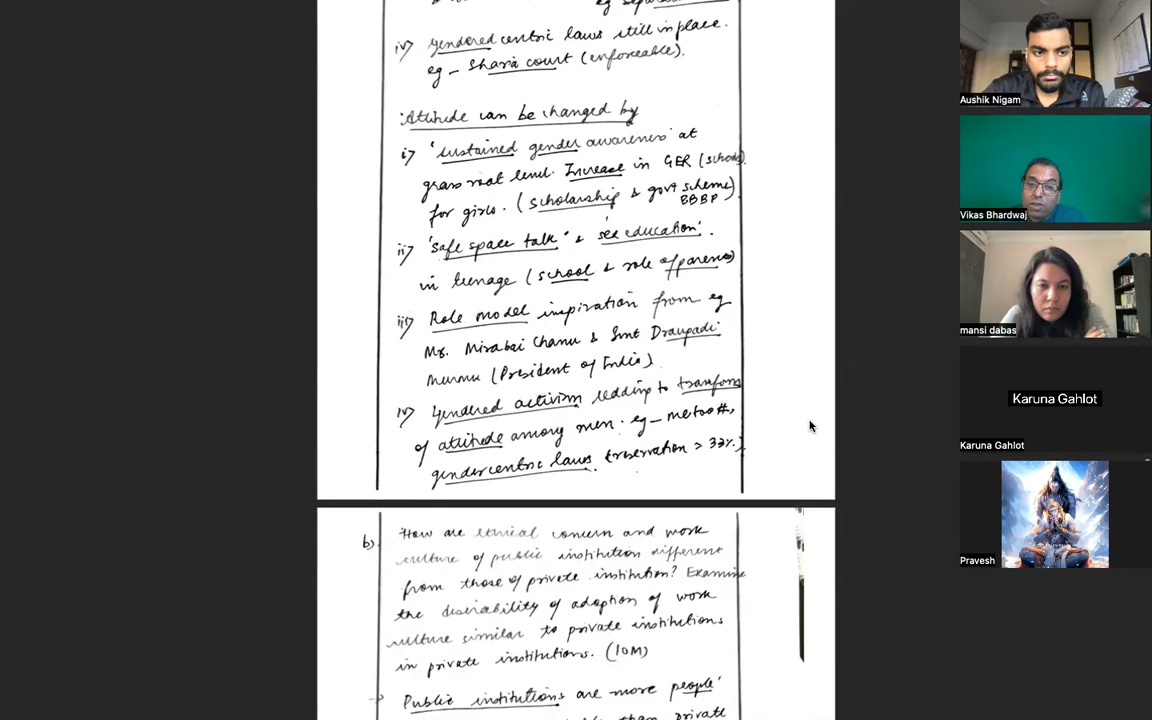 eg separa
iv) gendered centric laws still in place.
eg - Sharia court (enforceable).
Attitude can be changed by
i) 'sustained gender awareness' at
grass root level. Increase in GER (school)
for girls. (scholarship & govt scheme)
BBBP
ii) 'safe space talk' & 'sex education'.
in teenage (school & role of parents)
iii) Role model inspiration from eg
Ms. Mirabai Chanu & Smt Draupadi
Murmu (President of India)
iv) Gendered activism leading to transform
of attitude among men. eg - metoo #,
gendercentric laws (reservation > 33%.)
b) How are ethical concern and work
culture of public institution different
from those of private institution? Examine
the desirability of adoption of work
culture similar to private institutions
in private institutions. (10M)
→ Public institutions are more people'
than private
Aushik Nigam
Vikas Bhardwaj
mansi dabas
Karuna Gahlot
Karuna Gahlot
Pravesh